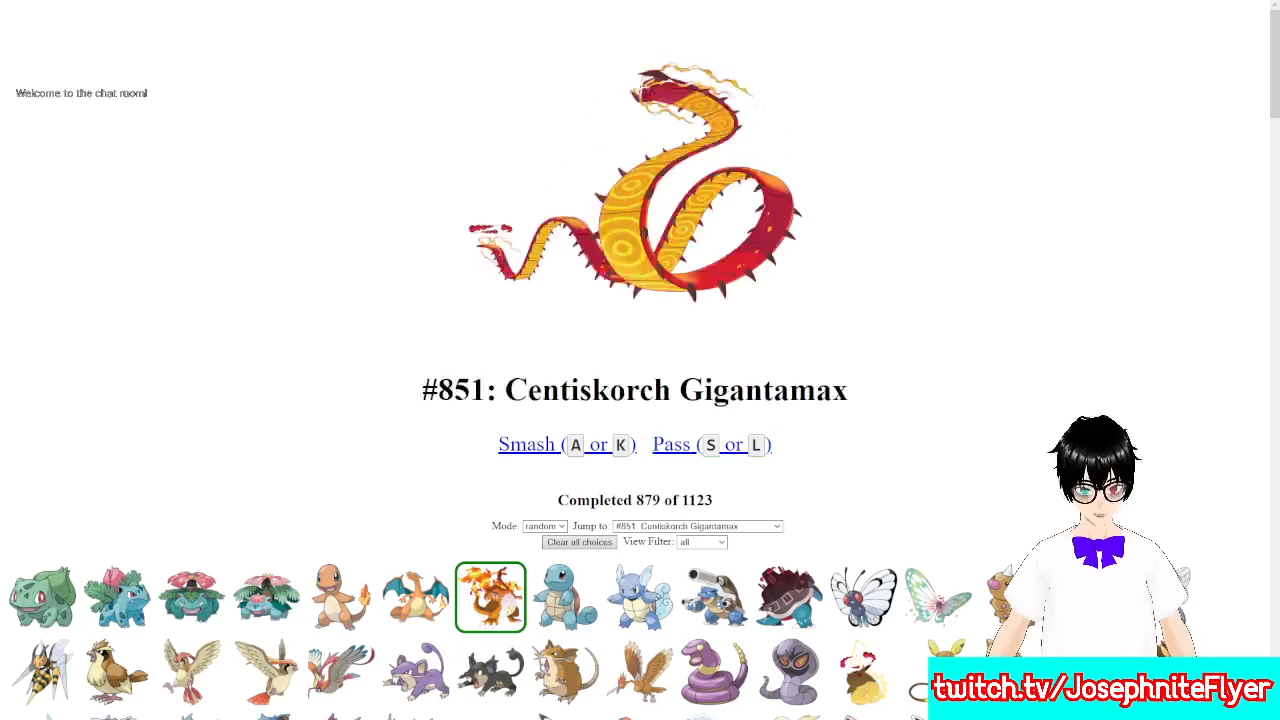 Welcome to the chat room!
#851: Centiskorch Gigantamax
Smash (A or K) Pass (S or L)
Completed 879 of 1123
Mode: random Jump to: #851 Centiskorch Gigantamax
Clear all choices View Filter: all
twitch.tv/JosephniteFlyer